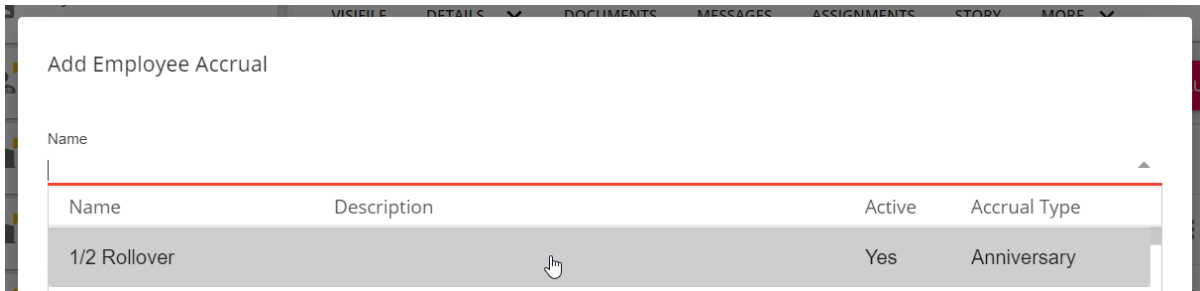 VISIFILE DETAILS DOCUMENTS MESSAGES ASSIGNMENTS STORY MORE
Add Employee Accrual
Name
Name Description Active Accrual Type
1/2 Rollover Yes Anniversary